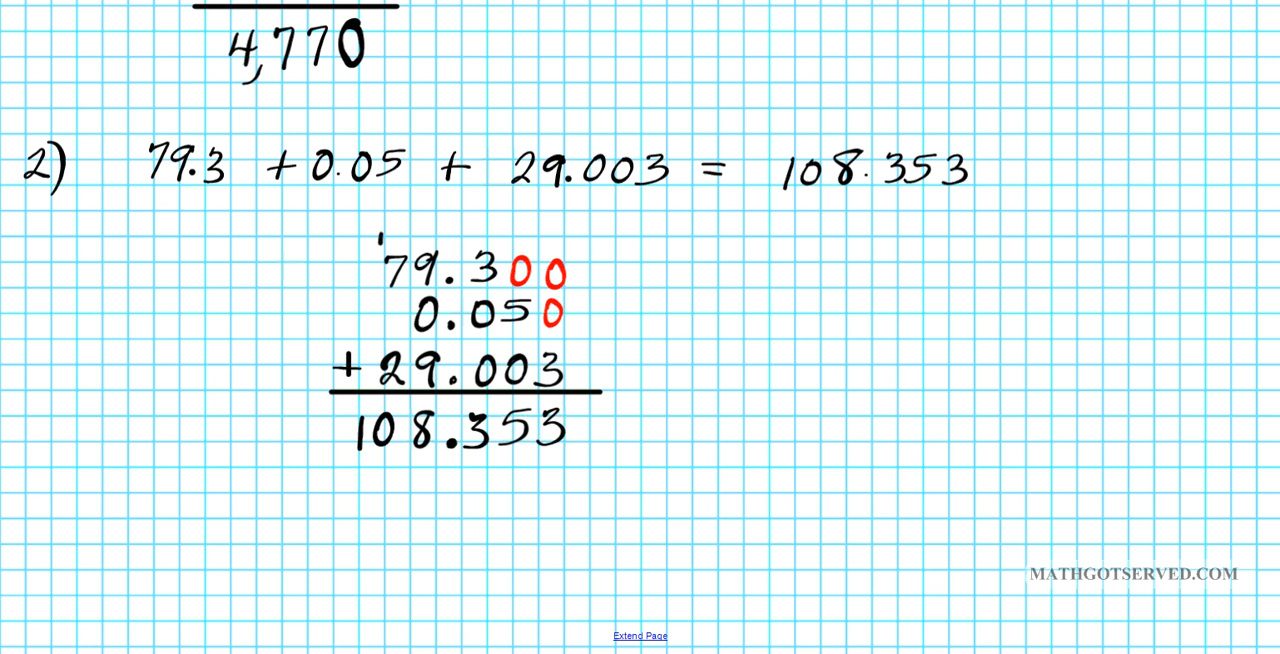 4,770
2) 79.3 + 0.05 + 29.003 = 108.353
1
79.300
0.050
+ 29.003
108.353
MATHGOTSERVED.COM
Extend Page